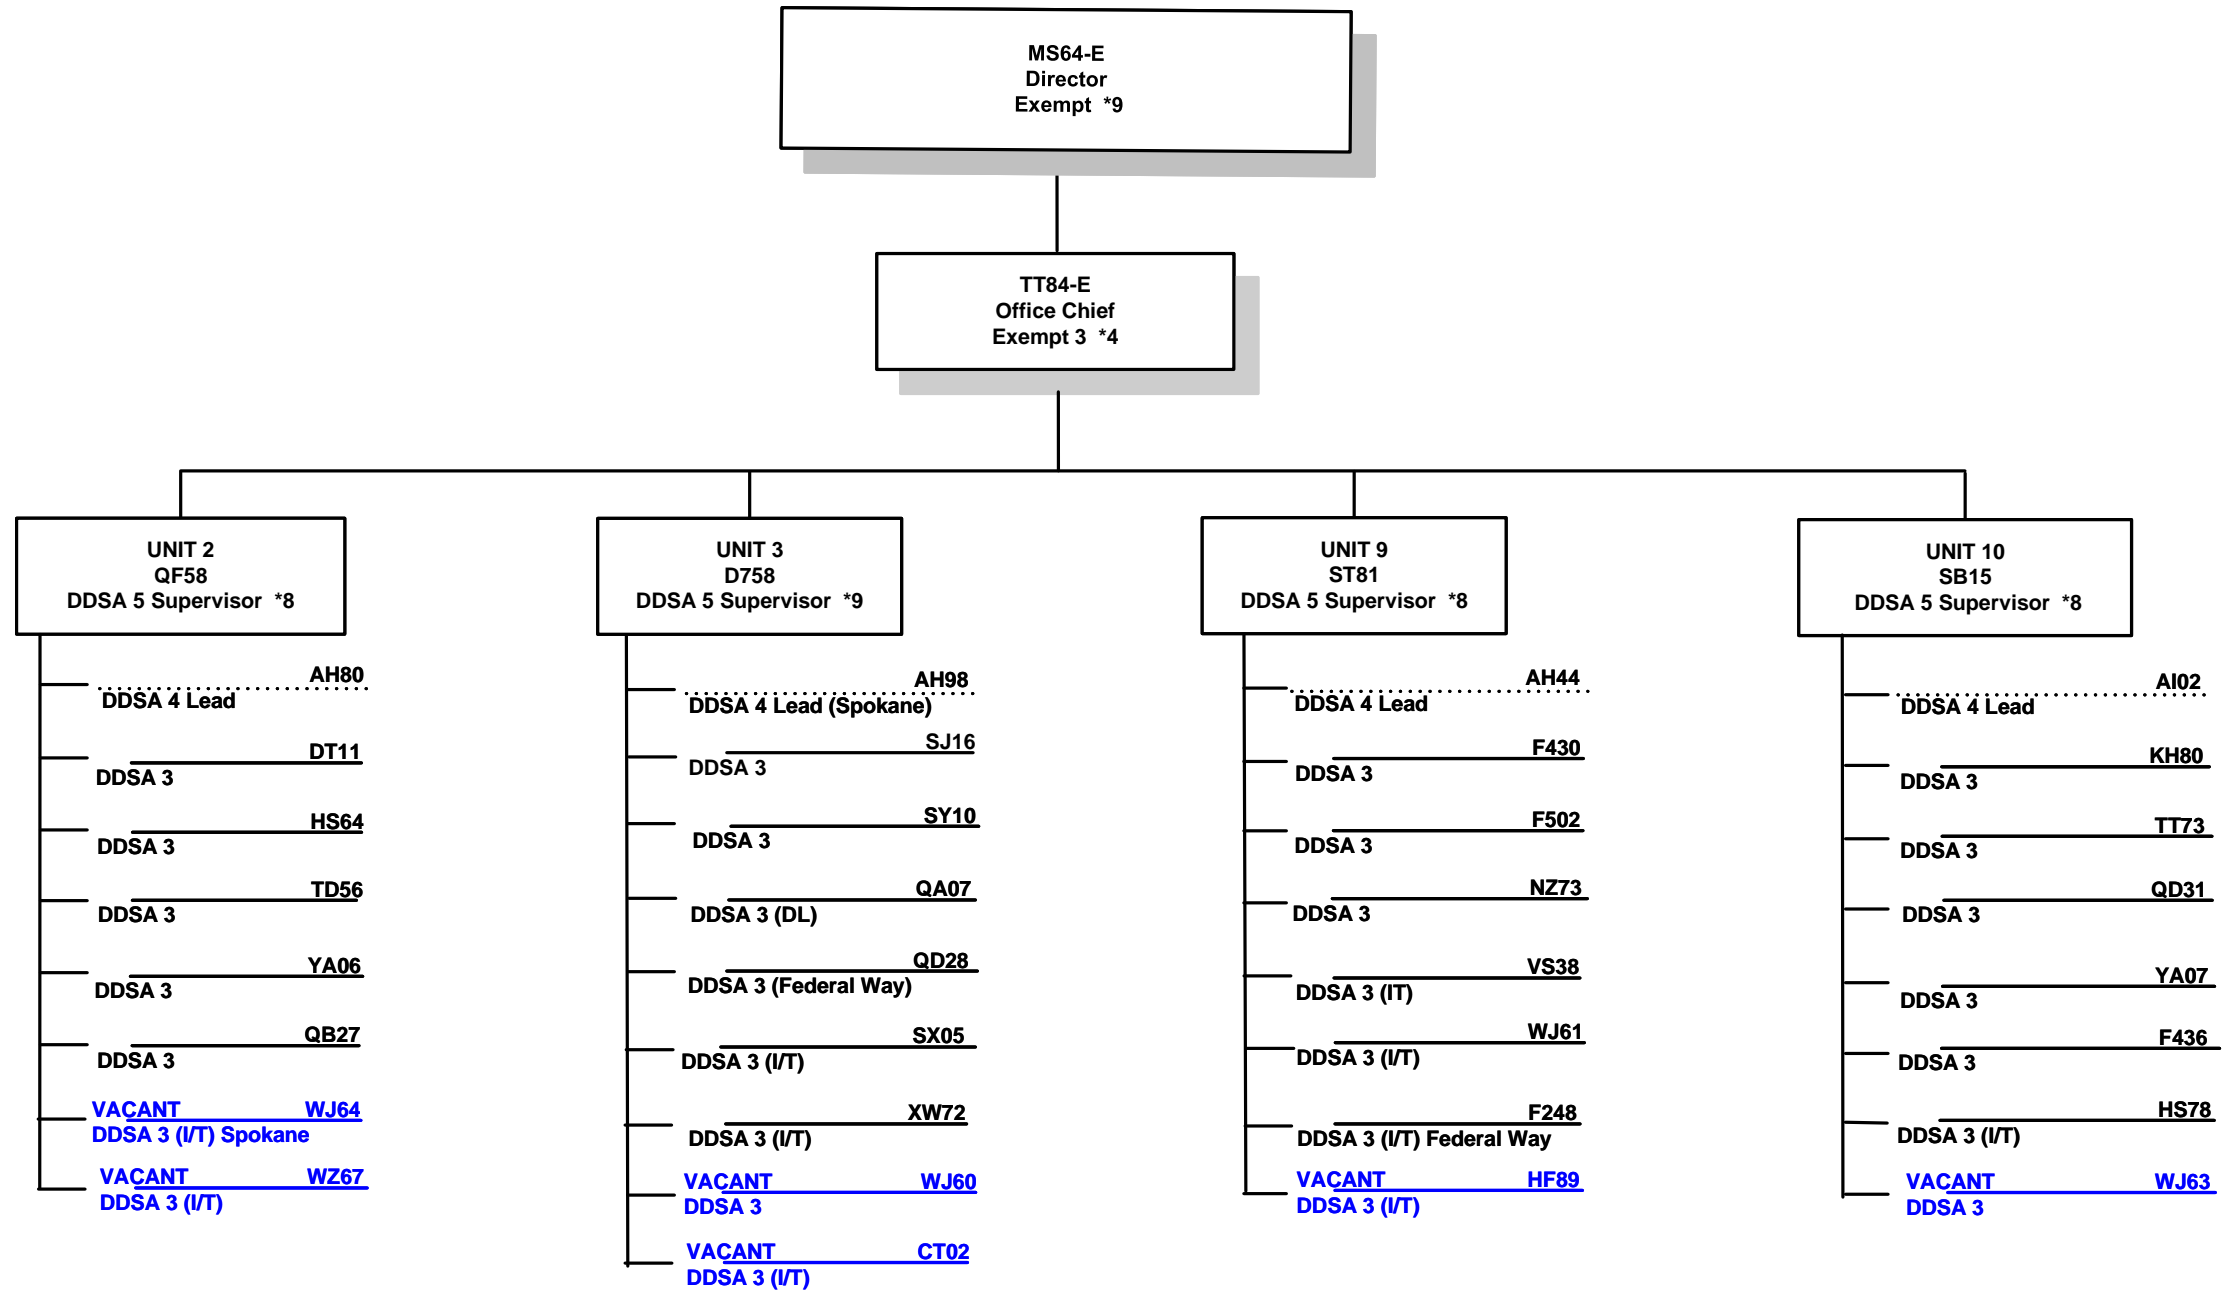 MS64-E
Director
Exempt *9
TT84-E
Office Chief
Exempt 3 *4
UNIT 2
QF58
DDSA 5 Supervisor *8
AH80
DDSA 4 Lead
DT11
DDSA 3
HS64
DDSA 3
TD56
DDSA 3
YA06
DDSA 3
QB27
DDSA 3
VACANT WJ64
DDSA 3 (I/T) Spokane
VACANT WZ67
DDSA 3 (I/T)
UNIT 3
D758
DDSA 5 Supervisor *9
AH98
DDSA 4 Lead (Spokane)
SJ16
DDSA 3
SY10
DDSA 3
QA07
DDSA 3 (DL)
QD28
DDSA 3 (Federal Way)
SX05
DDSA 3 (I/T)
XW72
DDSA 3 (I/T)
VACANT WJ60
DDSA 3
VACANT CT02
DDSA 3 (I/T)
UNIT 9
ST81
DDSA 5 Supervisor *8
AH44
DDSA 4 Lead
F430
DDSA 3
F502
DDSA 3
NZ73
DDSA 3
VS38
DDSA 3 (IT)
WJ61
DDSA 3 (I/T)
F248
DDSA 3 (I/T) Federal Way
VACANT HF89
DDSA 3 (I/T)
UNIT 10
SB15
DDSA 5 Supervisor *8
AI02
DDSA 4 Lead
KH80
DDSA 3
TT73
DDSA 3
QD31
DDSA 3
YA07
DDSA 3
F436
DDSA 3
HS78
DDSA 3 (I/T)
VACANT WJ63
DDSA 3